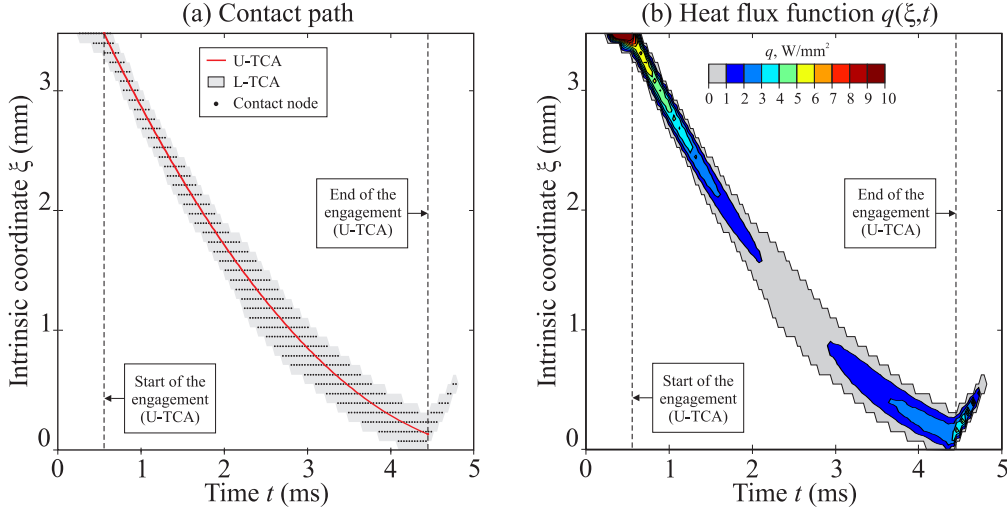 (a) Contact path
Intrinsic coordinate ξ (mm)
3
2
1
0
U-TCA
L-TCA
Contact node
End of the
engagement
(U-TCA)
Start of the
engagement
(U-TCA)
0 1 2 3 4 5
Time t (ms)
(b) Heat flux function q(ξ,t)
Intrinsic coordinate ξ (mm)
3
2
1
0
q, W/mm²
0 1 2 3 4 5 6 7 8 9 10
End of the
engagement
(U-TCA)
Start of the
engagement
(U-TCA)
0 1 2 3 4 5
Time t (ms)